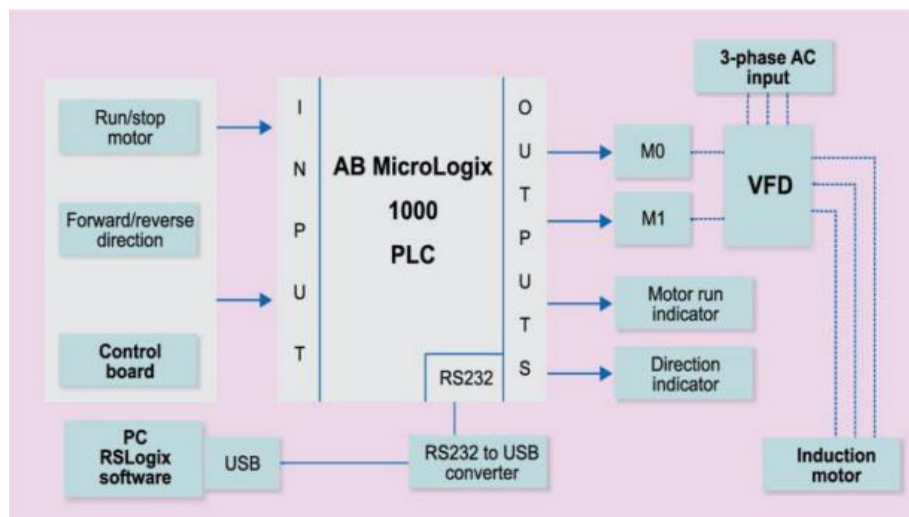 Run/stop
motor
Forward/reverse
direction
Control
board
I
N
P
U
T
AB MicroLogix
1000
PLC
RS232
O
U
T
P
U
T
S
M0
M1
Motor run
indicator
Direction
indicator
3-phase AC
input
VFD
Induction
motor
PC
RSLogix
software
USB
RS232 to USB
converter